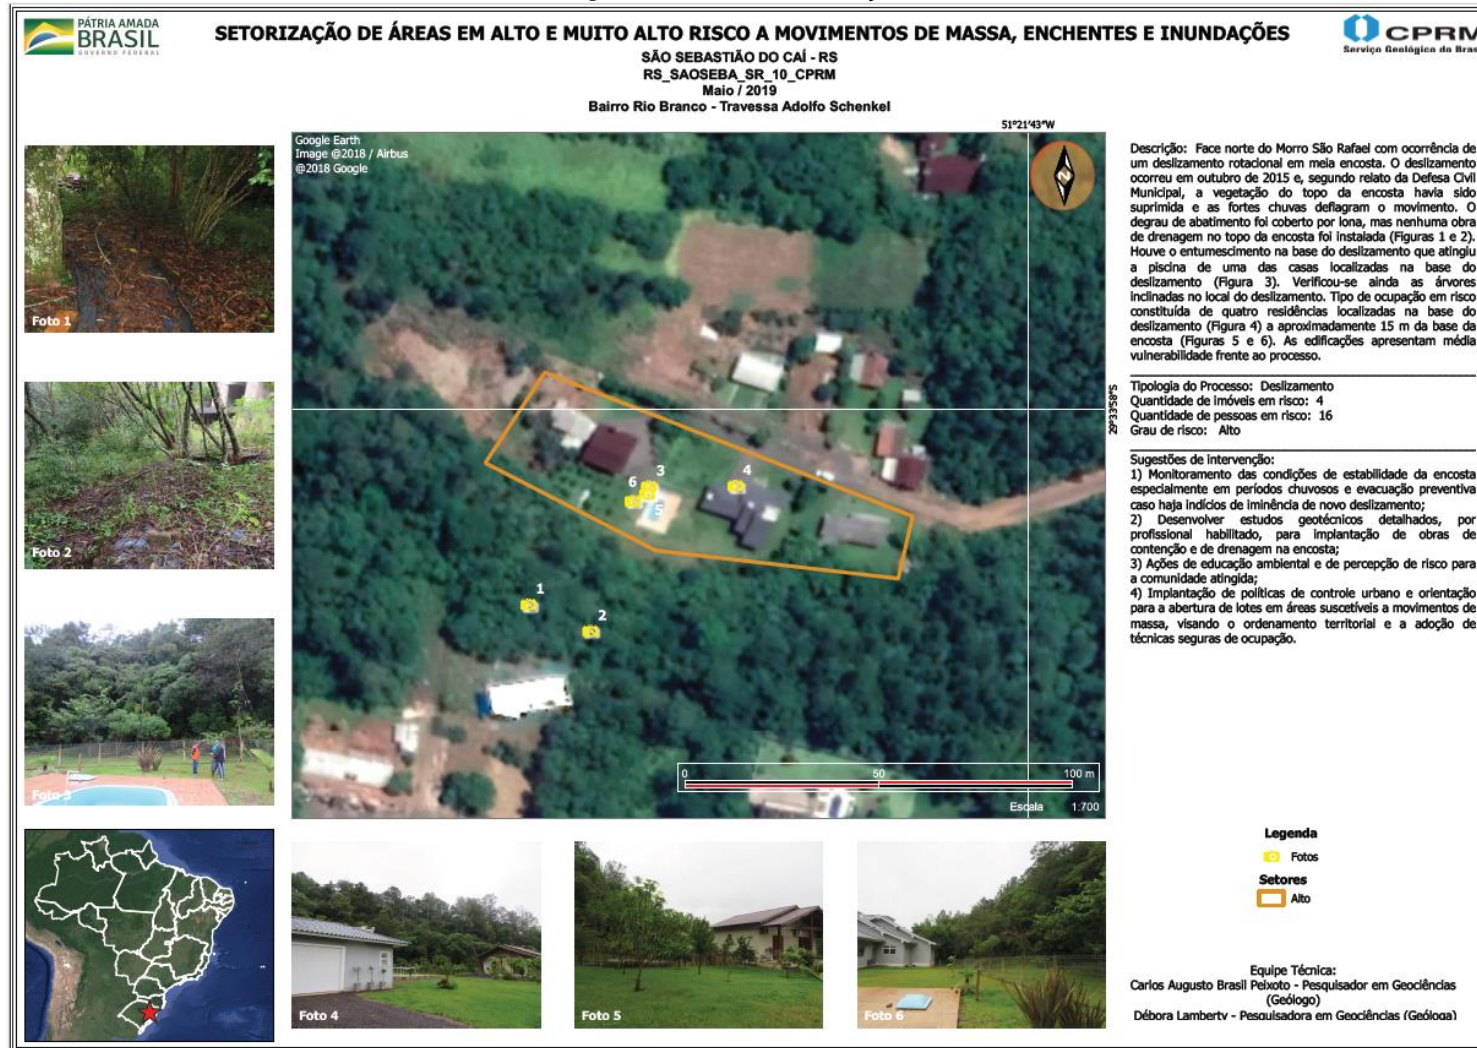 PÁTRIA AMADA
BRASIL
GOVERNO FEDERAL
SETORIZAÇÃO DE ÁREAS EM ALTO E MUITO ALTO RISCO A MOVIMENTOS DE MASSA, ENCHENTES E INUNDAÇÕES
SÃO SEBASTIÃO DO CAÍ - RS
RS_SAOSEBA_SR_10_CPRM
Maio / 2019
Bairro Rio Branco - Travessa Adolfo Schenkel
CPRM
Serviço Geológico do Bras
51°21'43"W
Google Earth
Image @2018 / Airbus
@2018 Google
N
29°33'58"S
3
4
6
5
1
2
0 50 100 m
Escala 1:700
Foto 1
Foto 2
Foto 3
Foto 4
Foto 5
Foto 6
Descrição: Face norte do Morro São Rafael com ocorrência de
um deslizamento rotacional em meia encosta. O deslizamento
ocorreu em outubro de 2015 e, segundo relato da Defesa Civil
Municipal, a vegetação do topo da encosta havia sido
suprimida e as fortes chuvas deflagram o movimento. O
degrau de abatimento foi coberto por lona, mas nenhuma obra
de drenagem no topo da encosta foi instalada (Figuras 1 e 2).
Houve o entumescimento na base do deslizamento que atingiu
a piscina de uma das casas localizadas na base do
deslizamento (Figura 3). Verificou-se ainda as árvores
inclinadas no local do deslizamento. Tipo de ocupação em risco
constituída de quatro residências localizadas na base do
deslizamento (Figura 4) a aproximadamente 15 m da base da
encosta (Figuras 5 e 6). As edificações apresentam média
vulnerabilidade frente ao processo.
Tipologia do Processo: Deslizamento
Quantidade de imóveis em risco: 4
Quantidade de pessoas em risco: 16
Grau de risco: Alto
Sugestões de intervenção:
1) Monitoramento das condições de estabilidade da encosta
especialmente em períodos chuvosos e evacuação preventiva
caso haja indícios de iminência de novo deslizamento;
2) Desenvolver estudos geotécnicos detalhados, por
profissional habilitado, para implantação de obras de
contenção e de drenagem na encosta;
3) Ações de educação ambiental e de percepção de risco para
a comunidade atingida;
4) Implantação de políticas de controle urbano e orientação
para a abertura de lotes em áreas suscetíveis a movimentos de
massa, visando o ordenamento territorial e a adoção de
técnicas seguras de ocupação.
Legenda
Fotos
Setores
Alto
Equipe Técnica:
Carlos Augusto Brasil Peixoto - Pesquisador em Geociências
(Geólogo)
Débora Lamberty - Pesquisadora em Geociências (Geóloga)